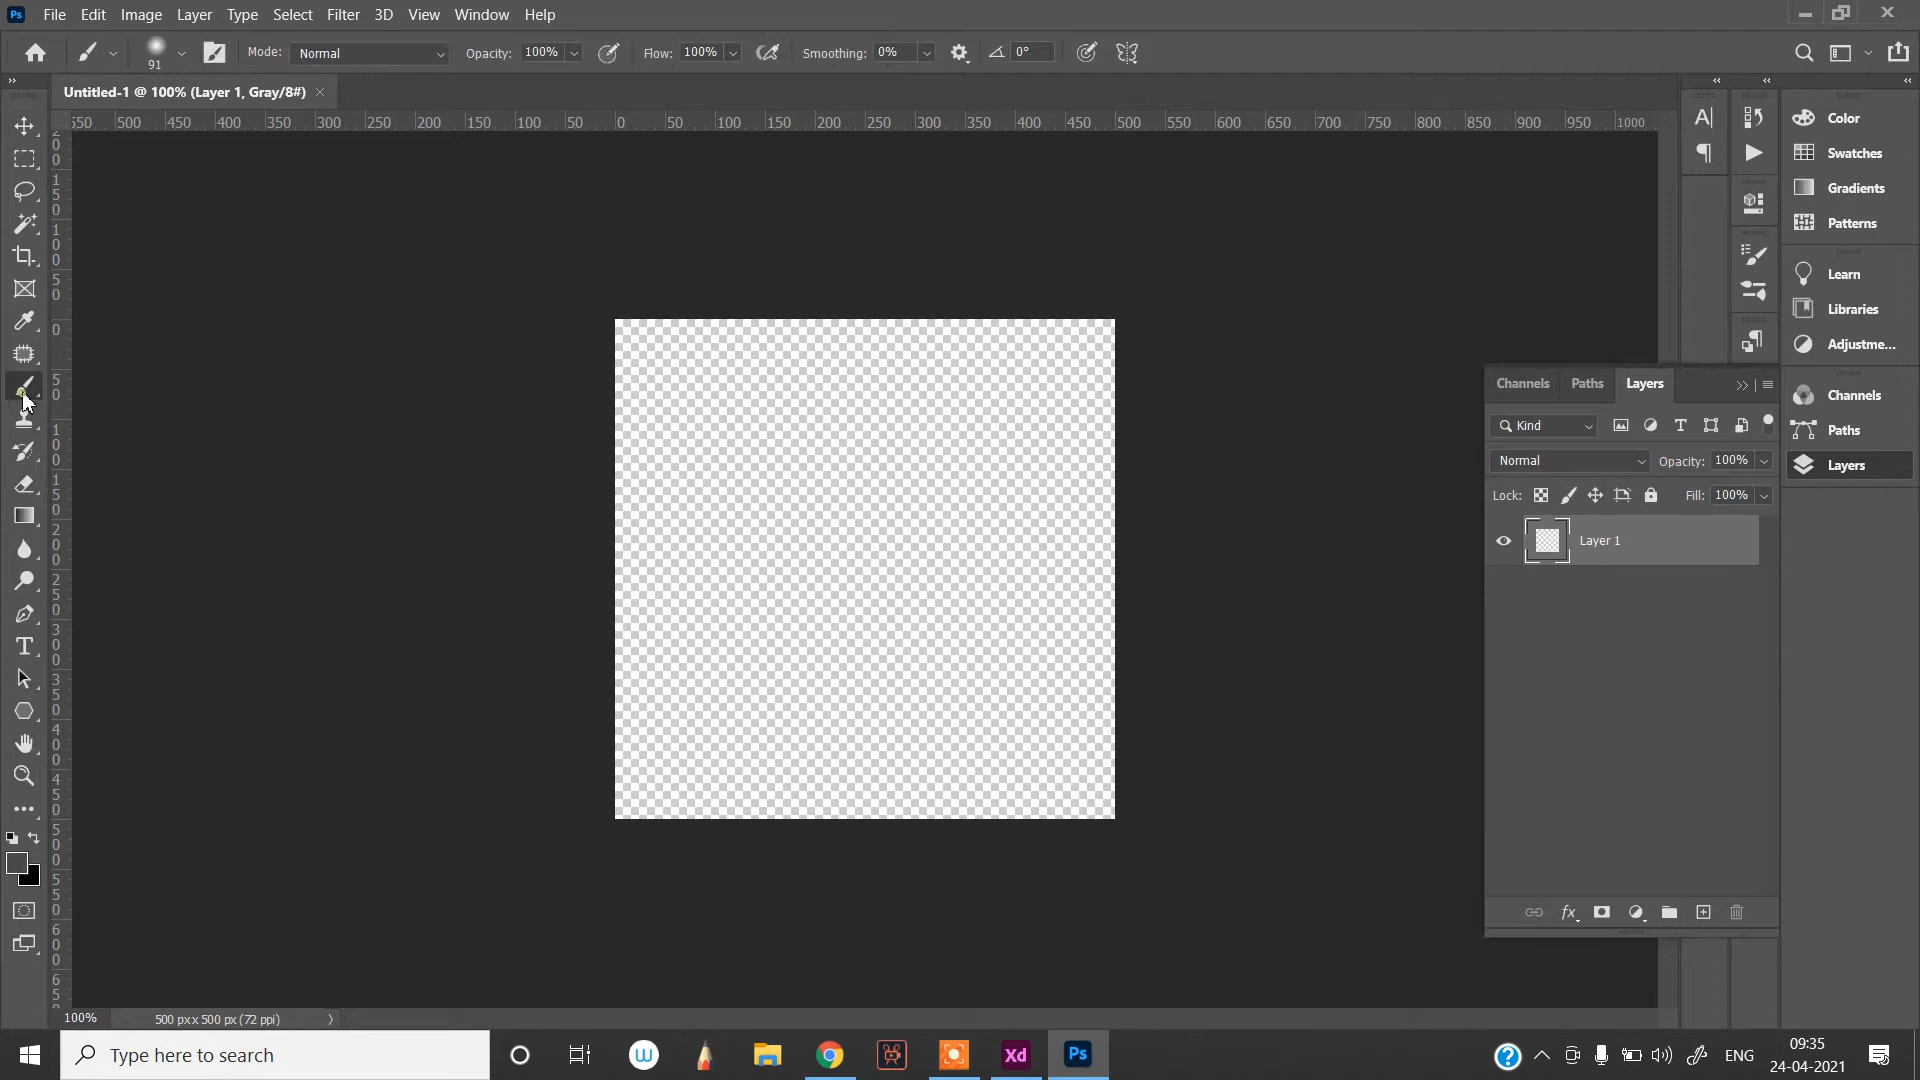 Ps File Edit Image Layer Type Select Filter 3D View Window Help
91 Mode: Normal Opacity: 100% Flow: 100% Smoothing: 0% 0°
Untitled-1 @ 100% (Layer 1, Gray/8#)
500 450 400 350 300 250 200 150 100 50 0 50 100 150 200 250 300 350 400 450 500 550 600 650 700 750 800 850 900 950 1000
Color
Swatches
Gradients
Patterns
Learn
Libraries
Adjustme...
Channels
Paths
Layers
Channels Paths Layers
Kind
Normal Opacity: 100%
Lock: Fill: 100%
Layer 1
fx
100% 500 px x 500 px (72 ppi)
Type here to search
Xd Ps
ENG
09:35
24-04-2021